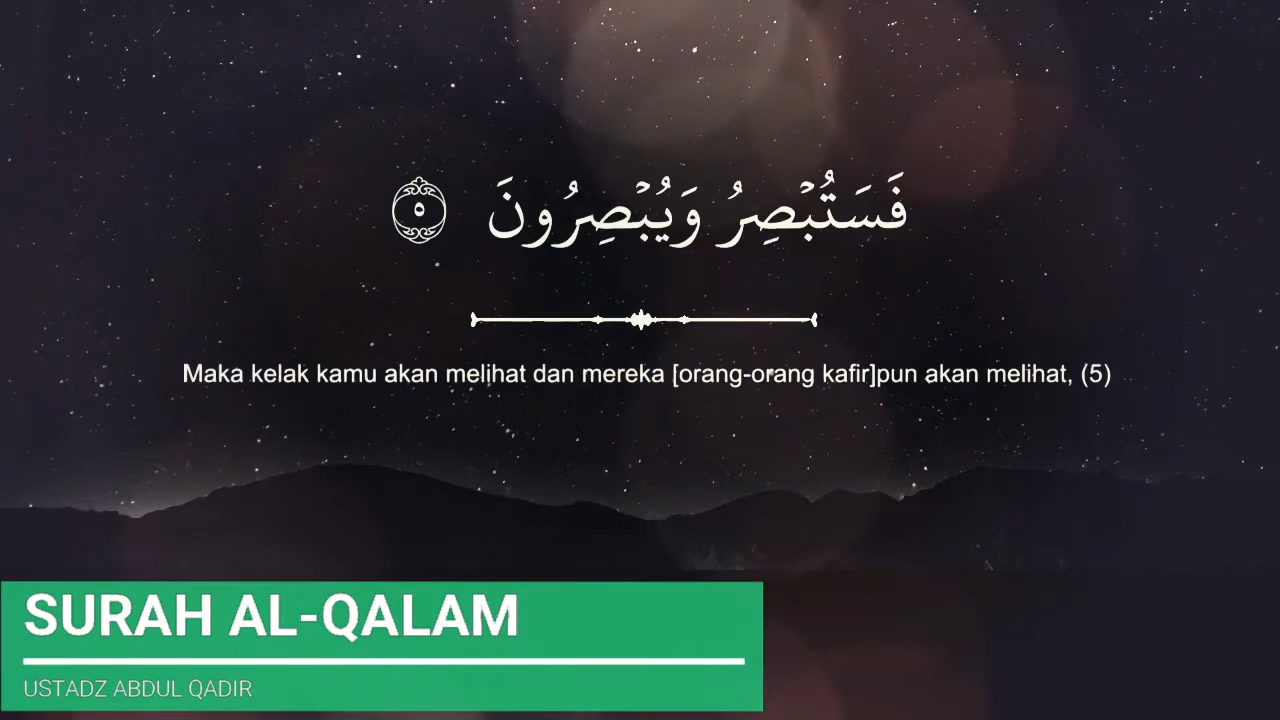 فَسَتُبۡصِرُ وَيُبۡصِرُونَ ٥
Maka kelak kamu akan melihat dan mereka [orang-orang kafir]pun akan melihat, (5)
SURAH AL-QALAM
USTADZ ABDUL QADIR